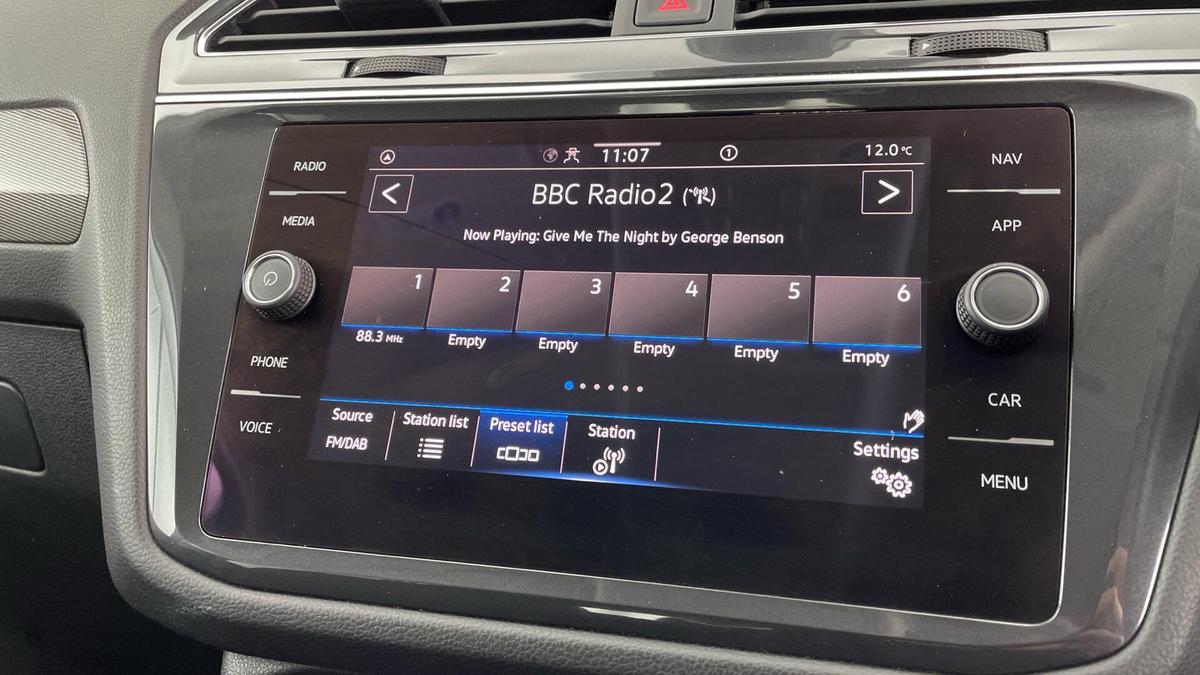 RADIO
MEDIA
PHONE
VOICE
11:07
1
12.0°C
< BBC Radio2 >
Now Playing: Give Me The Night by George Benson
1 2 3 4 5 6
88.3 MHz Empty Empty Empty Empty Empty
Source Station list Preset list Station Settings
FM/DAB
NAV
APP
CAR
MENU